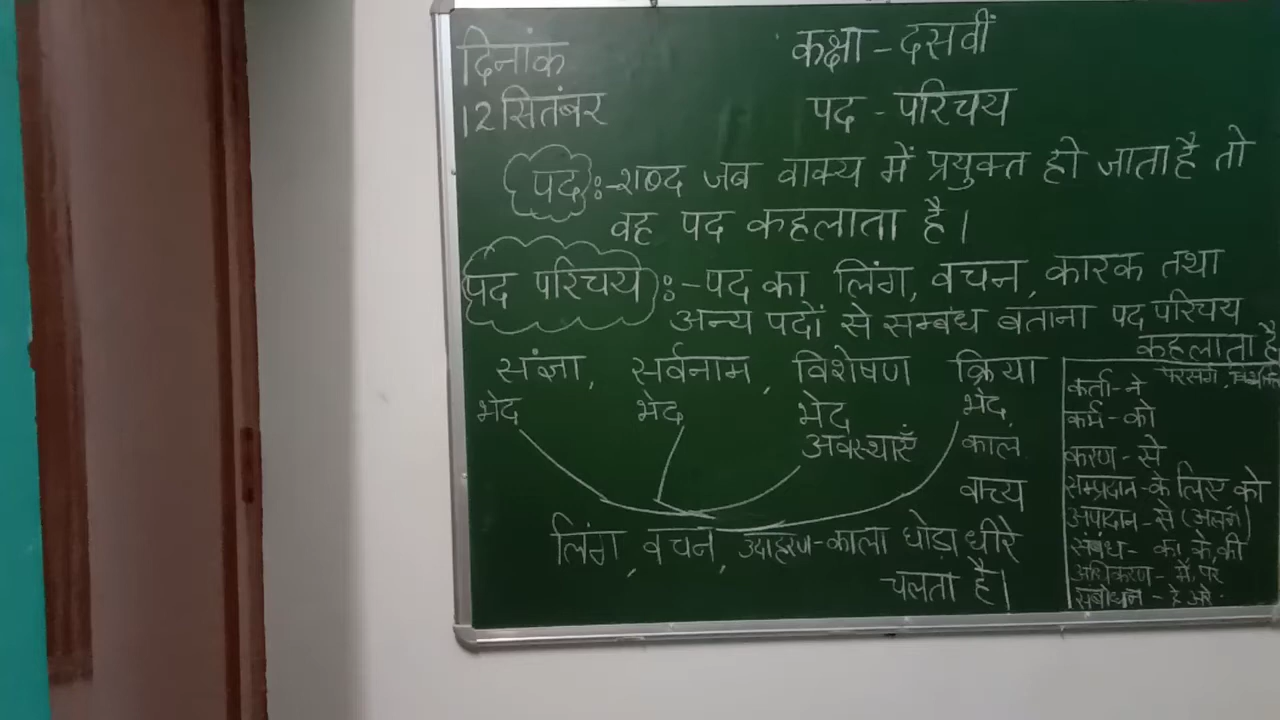 दिनांक
कक्षा - दसवीं
12 सितंबर
पद - परिचय
पद :- शब्द जब वाक्य में प्रयुक्त हो जाता है तो
वह पद कहलाता है।
पद परिचय :- पद का लिंग, वचन, कारक तथा
अन्य पदों से सम्बंध बताना पद परिचय
कहलाता है
संज्ञा, सर्वनाम, विशेषण क्रिया
भेद भेद भेद भेद,
अवस्थाएँ काल
वाच्य
लिंग, वचन, उदाहरण - काला घोड़ा धीरे
चलता है।
परसर्ग,
कर्ता - ने
कर्म - को
करण - से
सम्प्रदान - के लिए को
अपादान - से (अलग)
संबंध - का, के, की
अधिकरण - में, पर
संबोधन - हे अरे